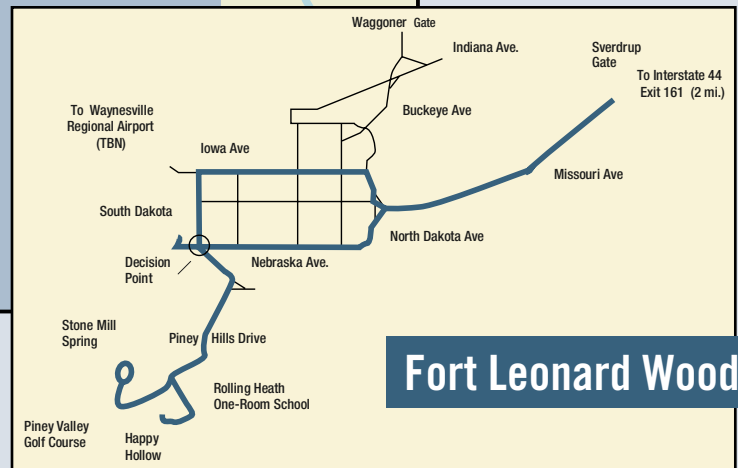 Waggoner Gate
Indiana Ave.
Sverdrup
Gate
To Interstate 44
Exit 161 (2 mi.)
Buckeye Ave
To Waynesville
Regional Airport
(TBN)
Iowa Ave
Missouri Ave
South Dakota
North Dakota Ave
Decision
Point
Nebraska Ave.
Stone Mill
Spring
Piney Hills Drive
Fort Leonard Wood
Rolling Heath
One-Room School
Piney Valley
Golf Course
Happy
Hollow